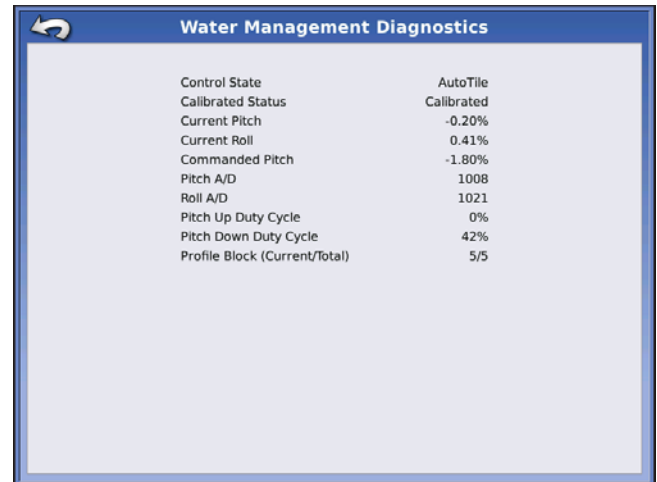 Water Management Diagnostics
Control State AutoTile
Calibrated Status Calibrated
Current Pitch -0.20%
Current Roll 0.41%
Commanded Pitch -1.80%
Pitch A/D 1008
Roll A/D 1021
Pitch Up Duty Cycle 0%
Pitch Down Duty Cycle 42%
Profile Block (Current/Total) 5/5